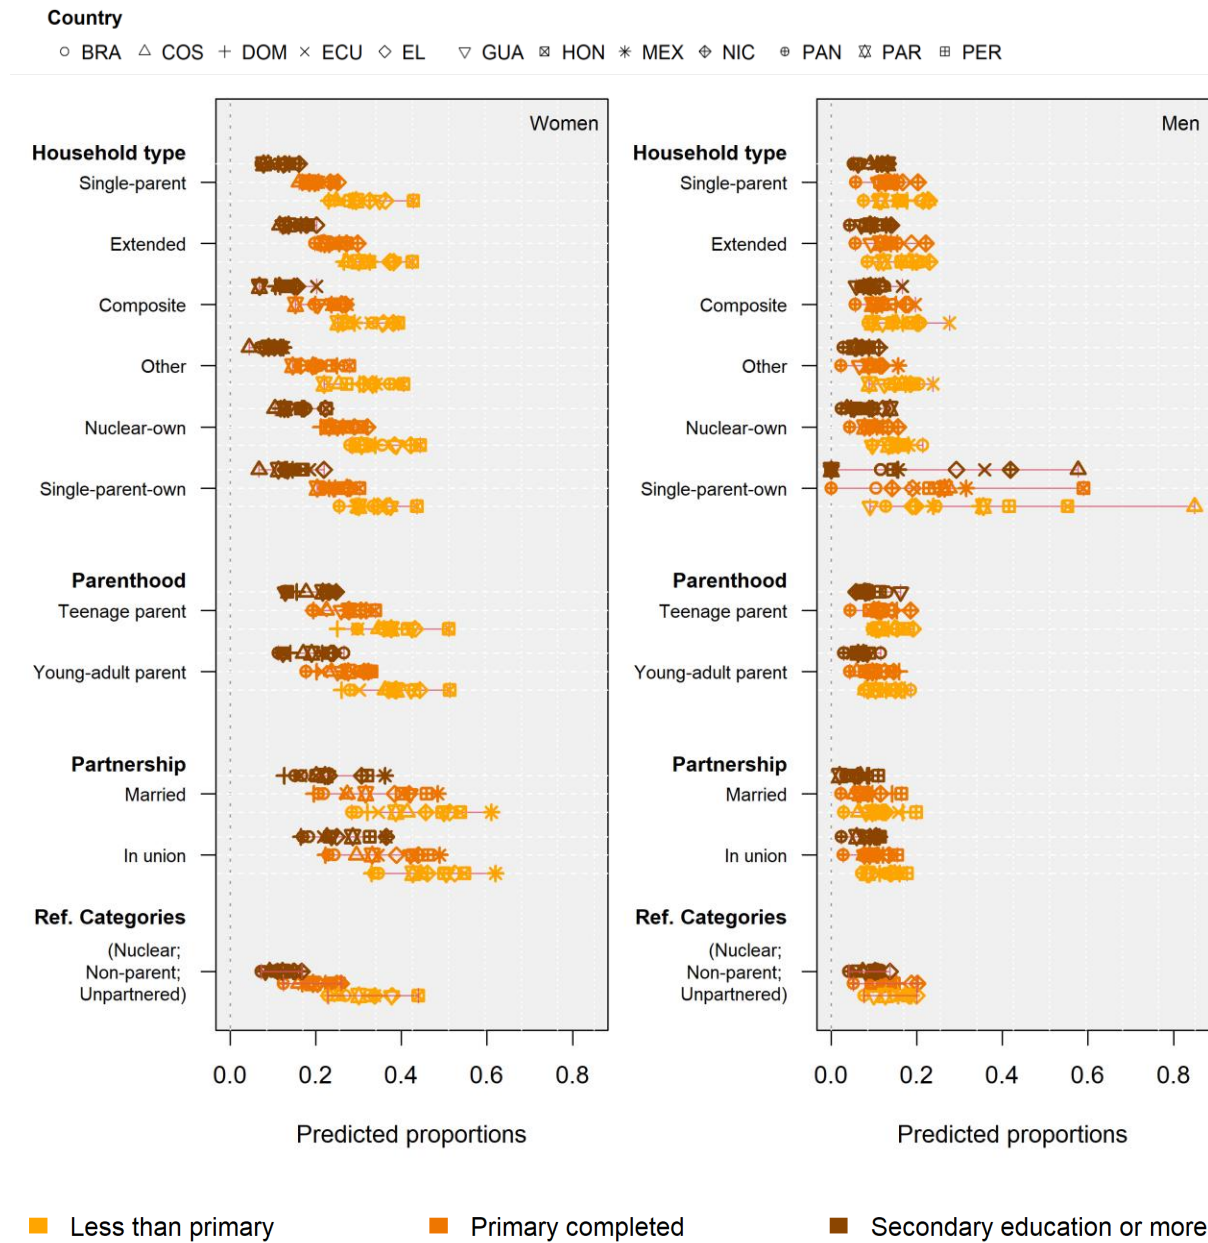 Country
BRA COS DOM ECU EL GUA HON MEX NIC PAN PAR PER
Women
Household type
Single-parent
Extended
Composite
Other
Nuclear-own
Single-parent-own
Parenthood
Teenage parent
Young-adult parent
Partnership
Married
In union
Ref. Categories
(Nuclear;
Non-parent;
Unpartnered)
0.0 0.2 0.4 0.6 0.8
Predicted proportions
Men
Household type
Single-parent
Extended
Composite
Other
Nuclear-own
Single-parent-own
Parenthood
Teenage parent
Young-adult parent
Partnership
Married
In union
Ref. Categories
(Nuclear;
Non-parent;
Unpartnered)
0.0 0.2 0.4 0.6 0.8
Predicted proportions
Less than primary Primary completed Secondary education or more